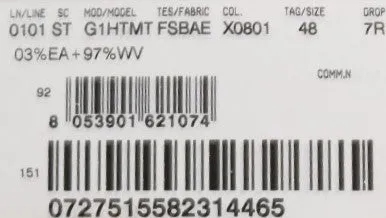 LN/LINE SC MOD/MODEL TES/FABRIC COL. TAG/SIZE DROP
0101 ST G1HTMT FSBAE X0801 48 7R
03%EA+97%WV
COMM.N
92
8 053901 621074
151
0727515582314465